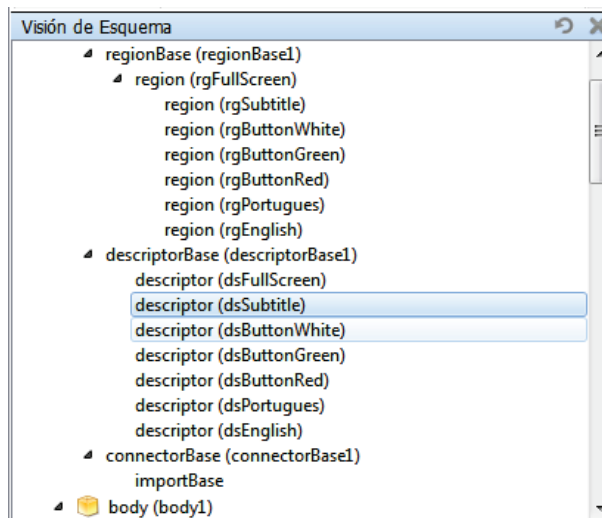 Visión de Esquema
regionBase (regionBase1)
region (rgFullScreen)
region (rgSubtitle)
region (rgButtonWhite)
region (rgButtonGreen)
region (rgButtonRed)
region (rgPortugues)
region (rgEnglish)
descriptorBase (descriptorBase1)
descriptor (dsFullScreen)
descriptor (dsSubtitle)
descriptor (dsButtonWhite)
descriptor (dsButtonGreen)
descriptor (dsButtonRed)
descriptor (dsPortugues)
descriptor (dsEnglish)
connectorBase (connectorBase1)
importBase
body (body1)